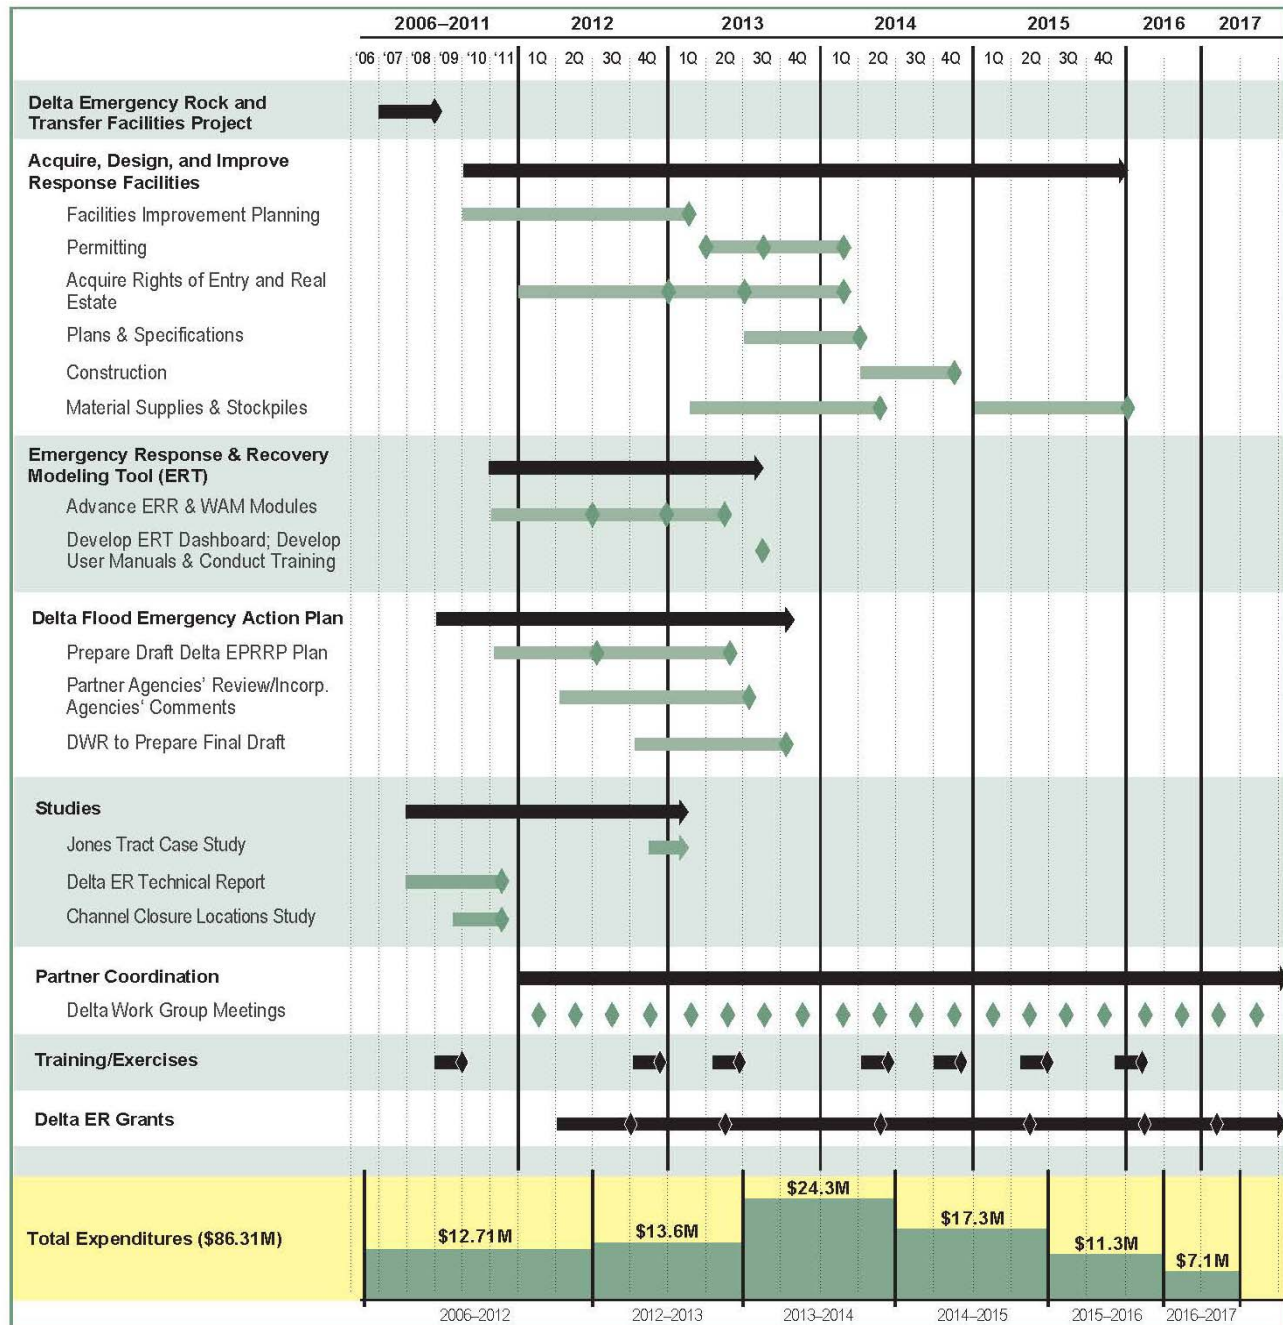 2006–2011 2012 2013 2014 2015 2016 2017
‘06 ‘07 ‘08 ‘09 ‘10 ‘11 1Q 2Q 3Q 4Q 1Q 2Q 3Q 4Q 1Q 2Q 3Q 4Q 1Q 2Q 3Q 4Q
Delta Emergency Rock and
Transfer Facilities Project
Acquire, Design, and Improve
Response Facilities
Facilities Improvement Planning
Permitting
Acquire Rights of Entry and Real
Estate
Plans & Specifications
Construction
Material Supplies & Stockpiles
Emergency Response & Recovery
Modeling Tool (ERT)
Advance ERR & WAM Modules
Develop ERT Dashboard; Develop
User Manuals & Conduct Training
Delta Flood Emergency Action Plan
Prepare Draft Delta EPRRP Plan
Partner Agencies’ Review/Incorp.
Agencies‘ Comments
DWR to Prepare Final Draft
Studies
Jones Tract Case Study
Delta ER Technical Report
Channel Closure Locations Study
Partner Coordination
Delta Work Group Meetings
Training/Exercises
Delta ER Grants
Total Expenditures ($86.31M)
$12.71M $13.6M $24.3M $17.3M $11.3M $7.1M
2006–2012 2012–2013 2013–2014 2014–2015 2015–2016 2016–2017